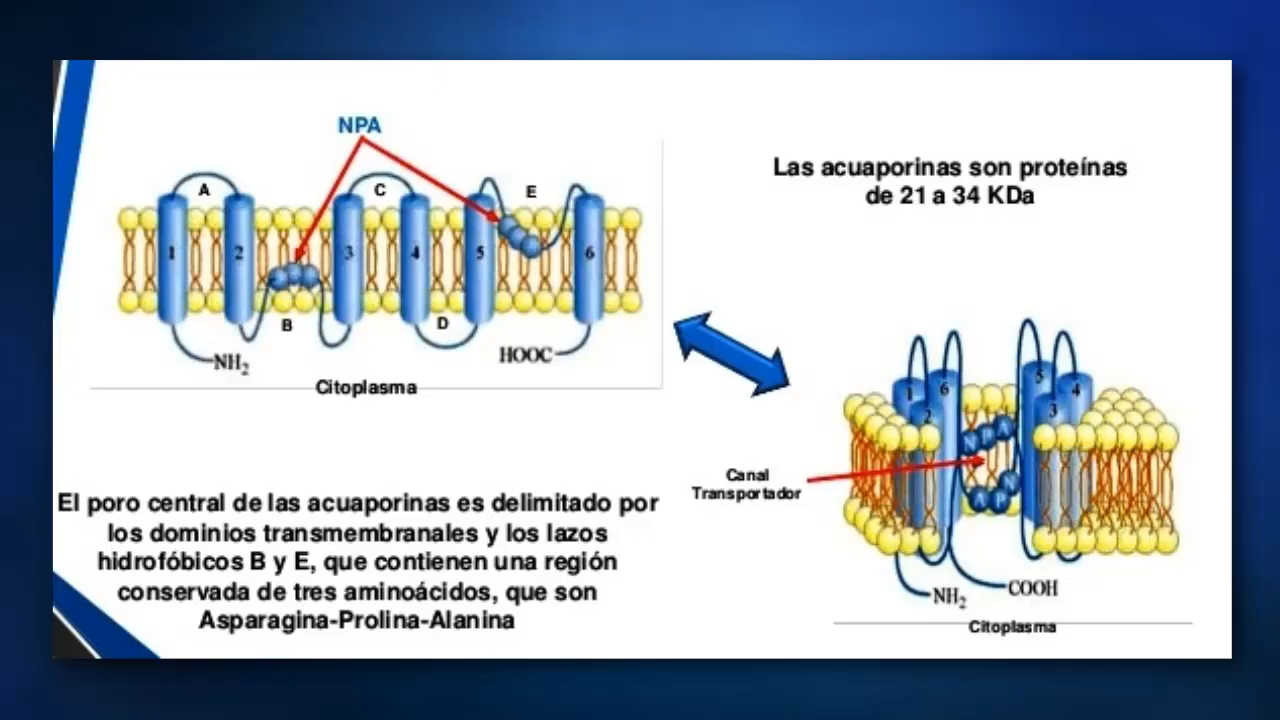 NPA
A
C
E
1
2
3
4
5
6
B
D
NH2
HOOC
Citoplasma
Las acuaporinas son proteínas
de 21 a 34 KDa
El poro central de las acuaporinas es delimitado por
los dominios transmembranales y los lazos
hidrofóbicos B y E, que contienen una región
conservada de tres aminoácidos, que son
Asparagina-Prolina-Alanina
1
6
2
5
4
3
NPA
APN
Canal
Transportador
NH2
COOH
Citoplasma